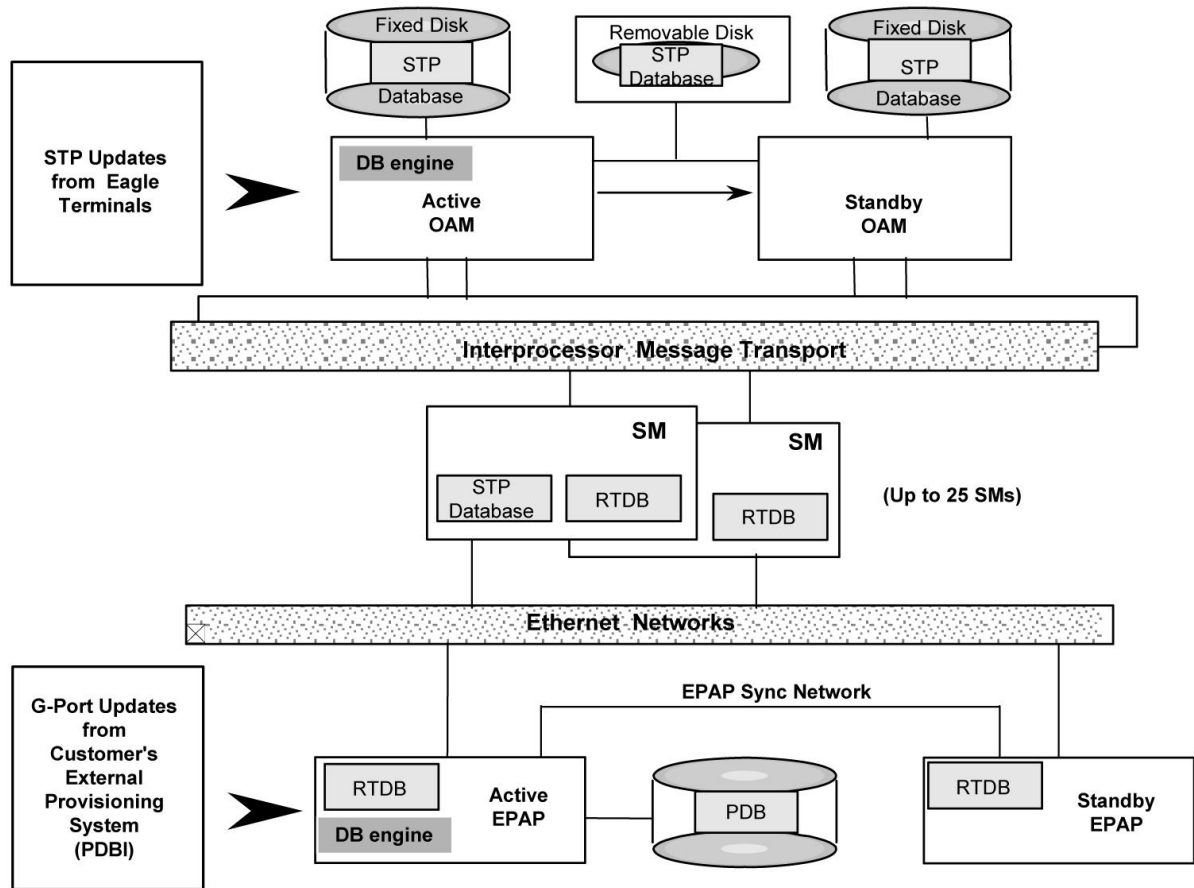 Fixed Disk
STP
Database
Removable Disk
STP
Database
Fixed Disk
STP
Database
STP Updates
from Eagle
Terminals
DB engine
Active
OAM
Standby
OAM
Interprocessor Message Transport
SM
STP
Database
RTDB
SM
RTDB
(Up to 25 SMs)
Ethernet Networks
G-Port Updates
from
Customer's
External
Provisioning
System
(PDBI)
EPAP Sync Network
RTDB
DB engine
Active
EPAP
PDB
RTDB
Standby
EPAP